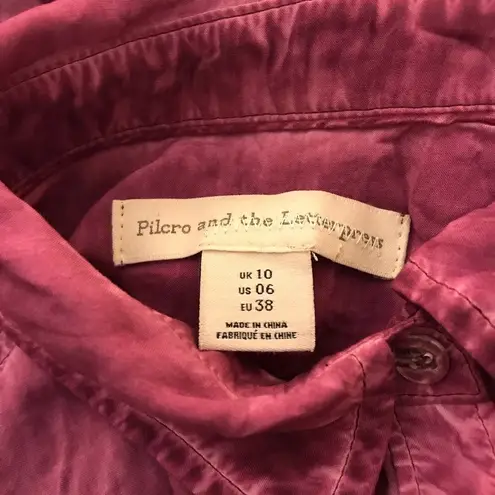 Pilcro and the Letterpress
UK 10
US 06
EU 38
MADE IN CHINA
FABRIQUÉ EN CHINE